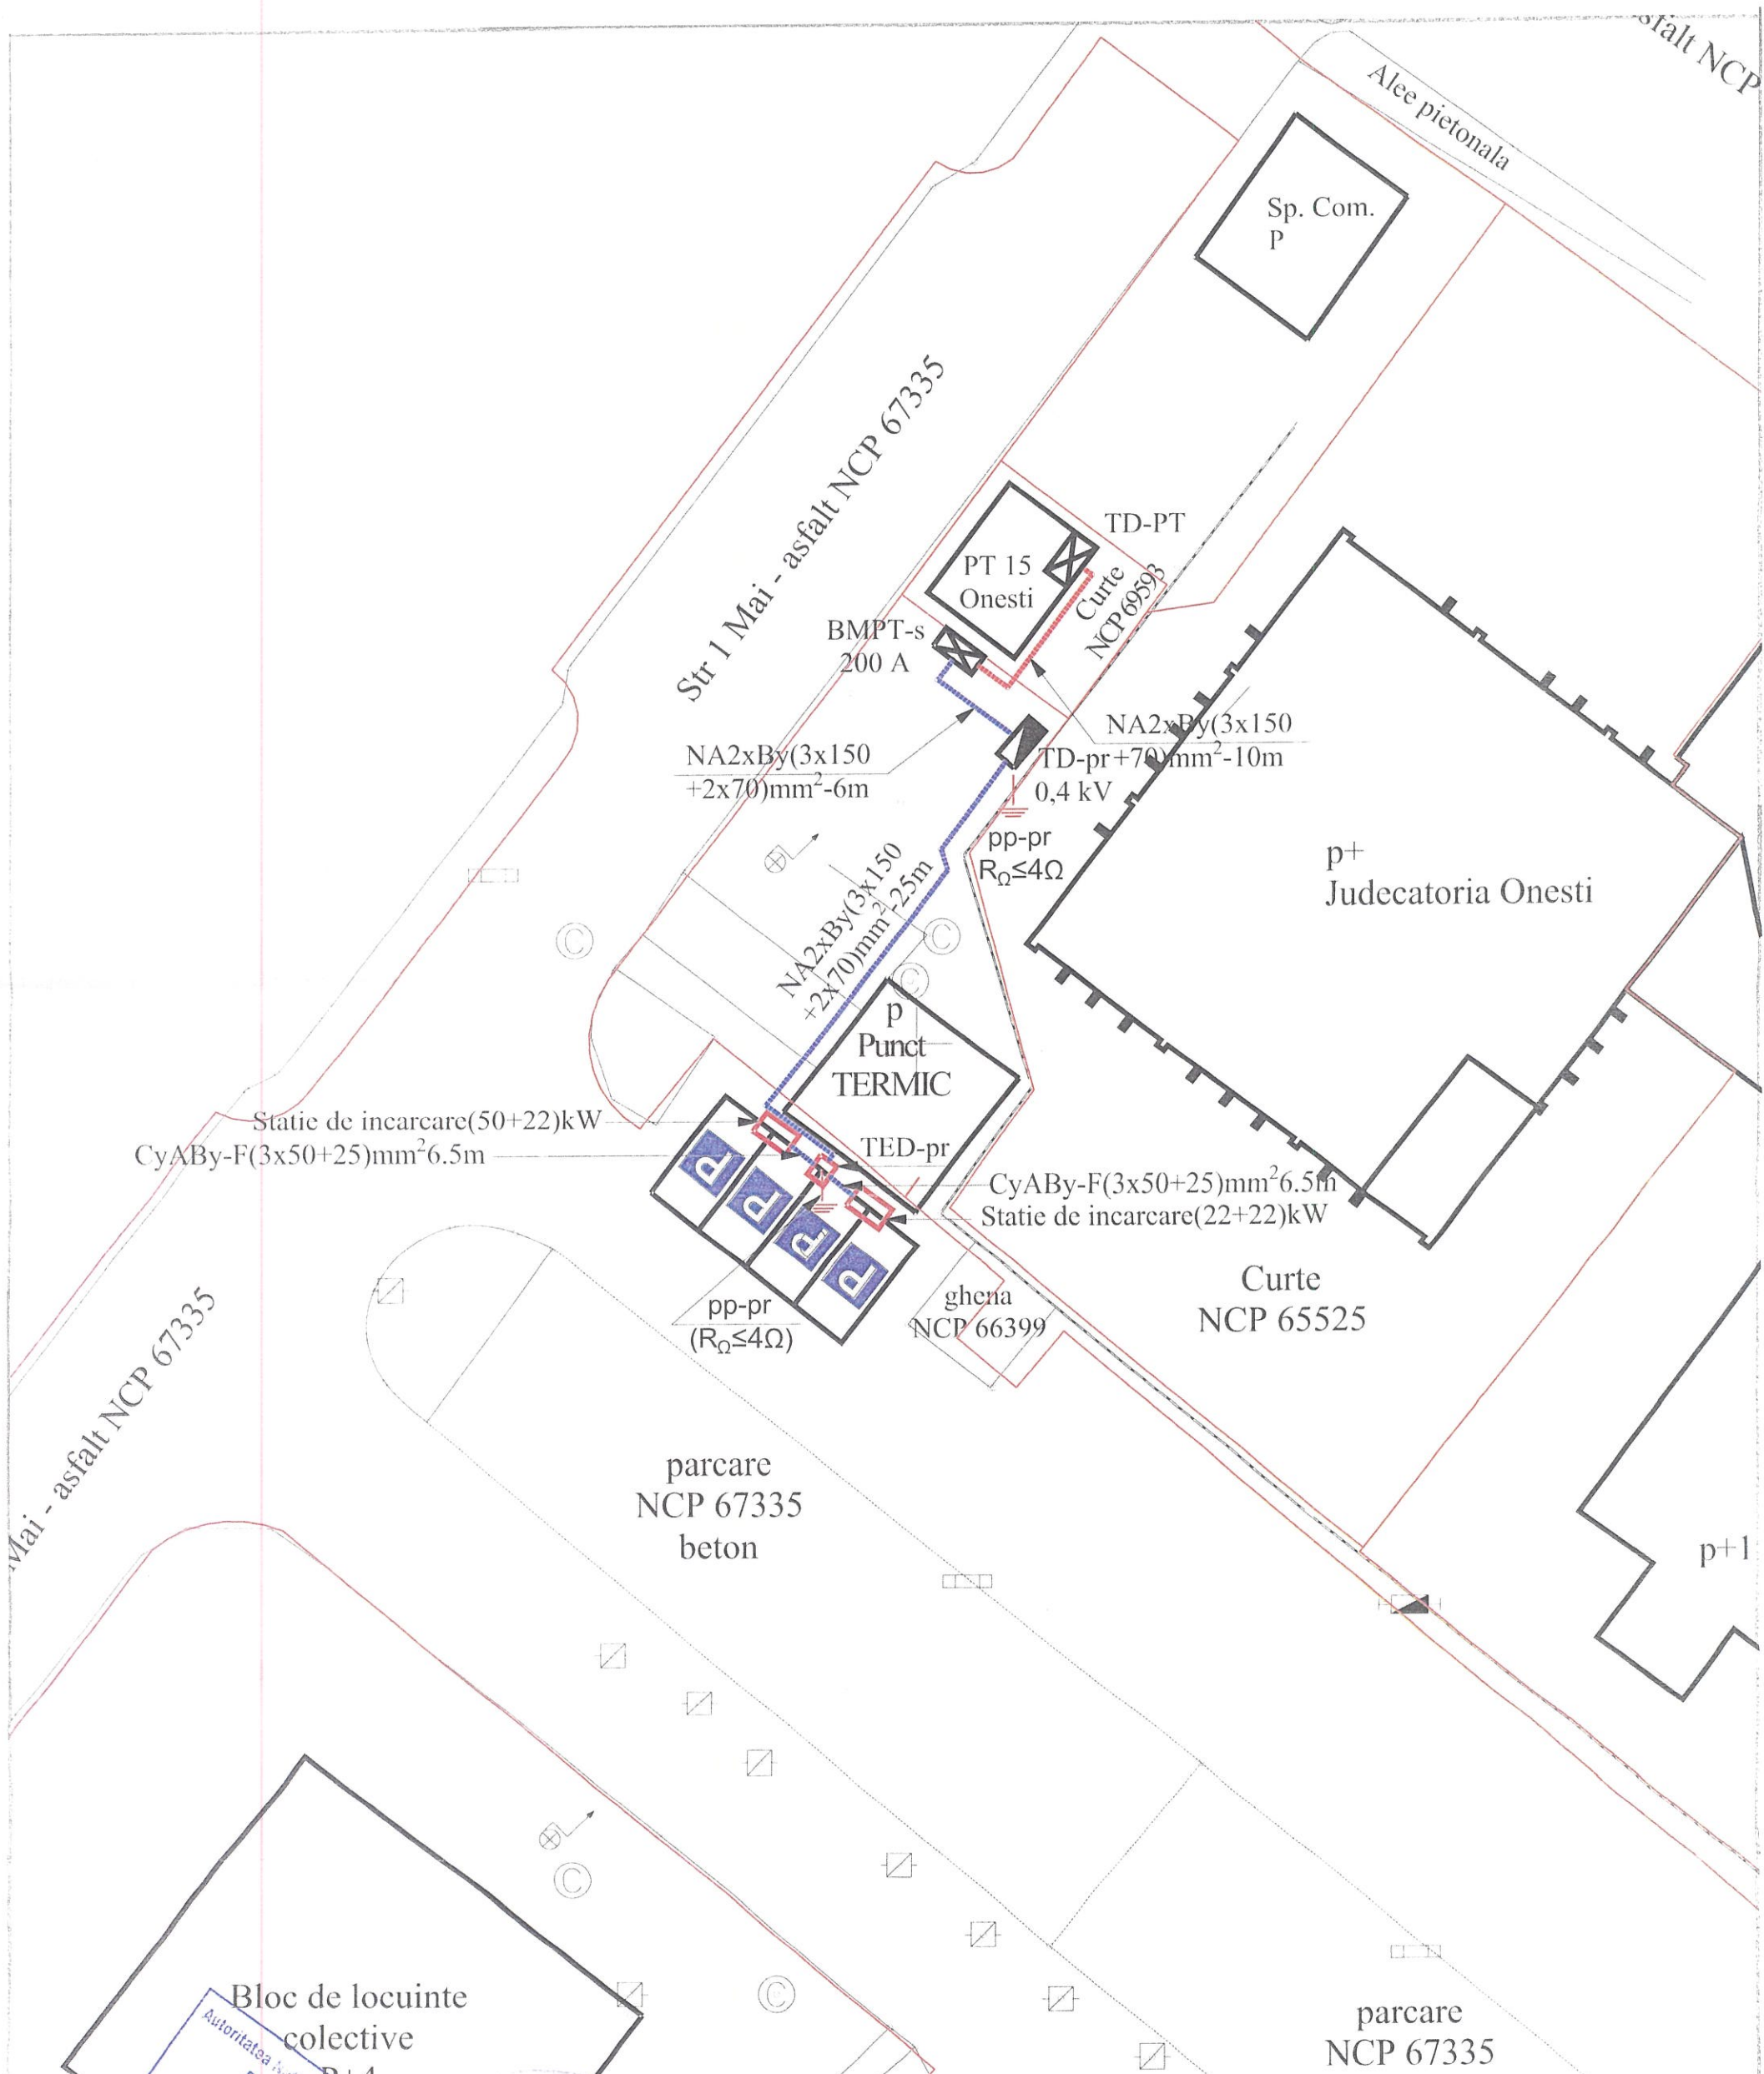 sfalt NCP
Alee pietonala
Sp. Com.
P
Str 1 Mai - asfalt NCP 67335
TD-PT
PT 15
Onesti
Curte
NCP 69593
BMPT-s
200 A
NA2xBy(3x150
+70)mm²-10m
NA2xBy(3x150
+2x70)mm²-6m
TD-pr
0,4 kV
pp-pr
RΩ≤4Ω
p+
Judecatoria Onesti
NA2xBy(3x150
+2x70)mm²-25m
©
©
©
p
Punct
TERMIC
Statie de incarcare(50+22)kW
CyABy-F(3x50+25)mm²6.5m
TED-pr
CyABy-F(3x50+25)mm²6.5m
Statie de incarcare(22+22)kW
P
P
P
P
pp-pr
(RΩ≤4Ω)
ghena
NCP 66399
Curte
NCP 65525
Mai - asfalt NCP 67335
parcare
NCP 67335
beton
p+1
©
©
Bloc de locuinte
colective
P+4
Autoritatea
parcare
NCP 67335